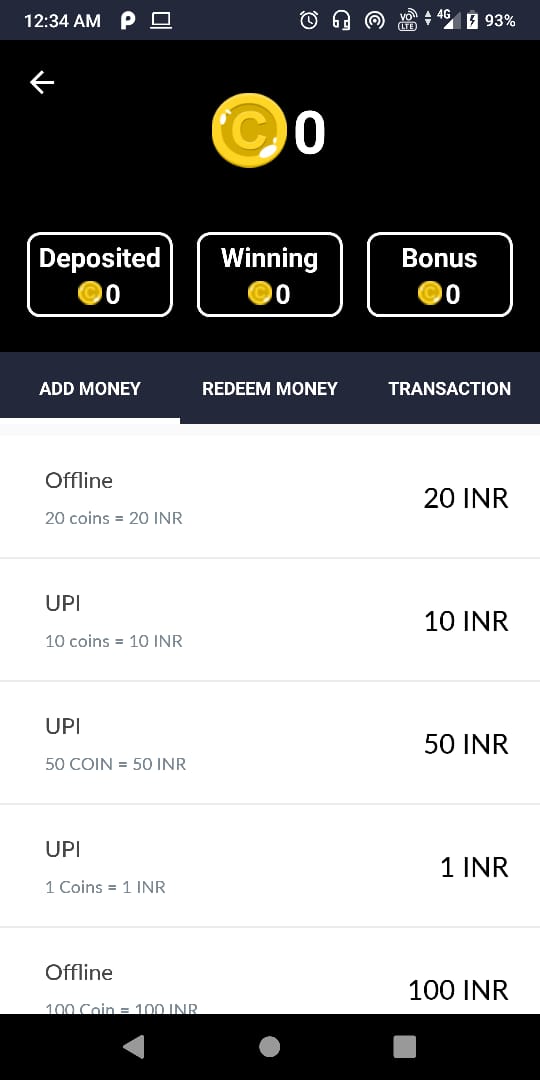 12:34 AM VO LTE 4G 93%
C 0
Deposited Winning Bonus
C 0 C 0 C 0
ADD MONEY REDEEM MONEY TRANSACTION
Offline
20 INR
20 coins = 20 INR
UPI
10 INR
10 coins = 10 INR
UPI
50 INR
50 COIN = 50 INR
UPI
1 INR
1 Coins = 1 INR
Offline
100 INR
100 Coin = 100 INR